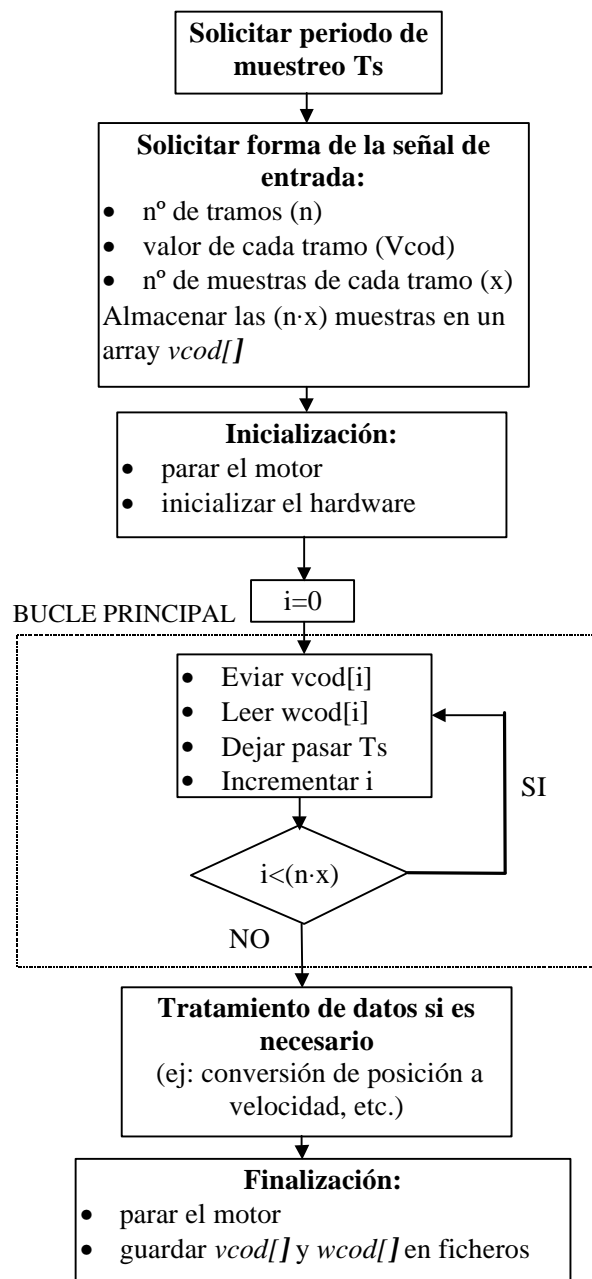 Solicitar periodo de
muestreo Ts
Solicitar forma de la señal de
entrada:
• nº de tramos (n)
• valor de cada tramo (Vcod)
• nº de muestras de cada tramo (x)
Almacenar las (n·x) muestras en un
array vcod[]
Inicialización:
• parar el motor
• inicializar el hardware
i=0
BUCLE PRINCIPAL
• Eviar vcod[i]
• Leer wcod[i]
• Dejar pasar Ts
• Incrementar i
SI
i<(n·x)
NO
Tratamiento de datos si es
necesario
(ej: conversión de posición a
velocidad, etc.)
Finalización:
• parar el motor
• guardar vcod[] y wcod[] en ficheros